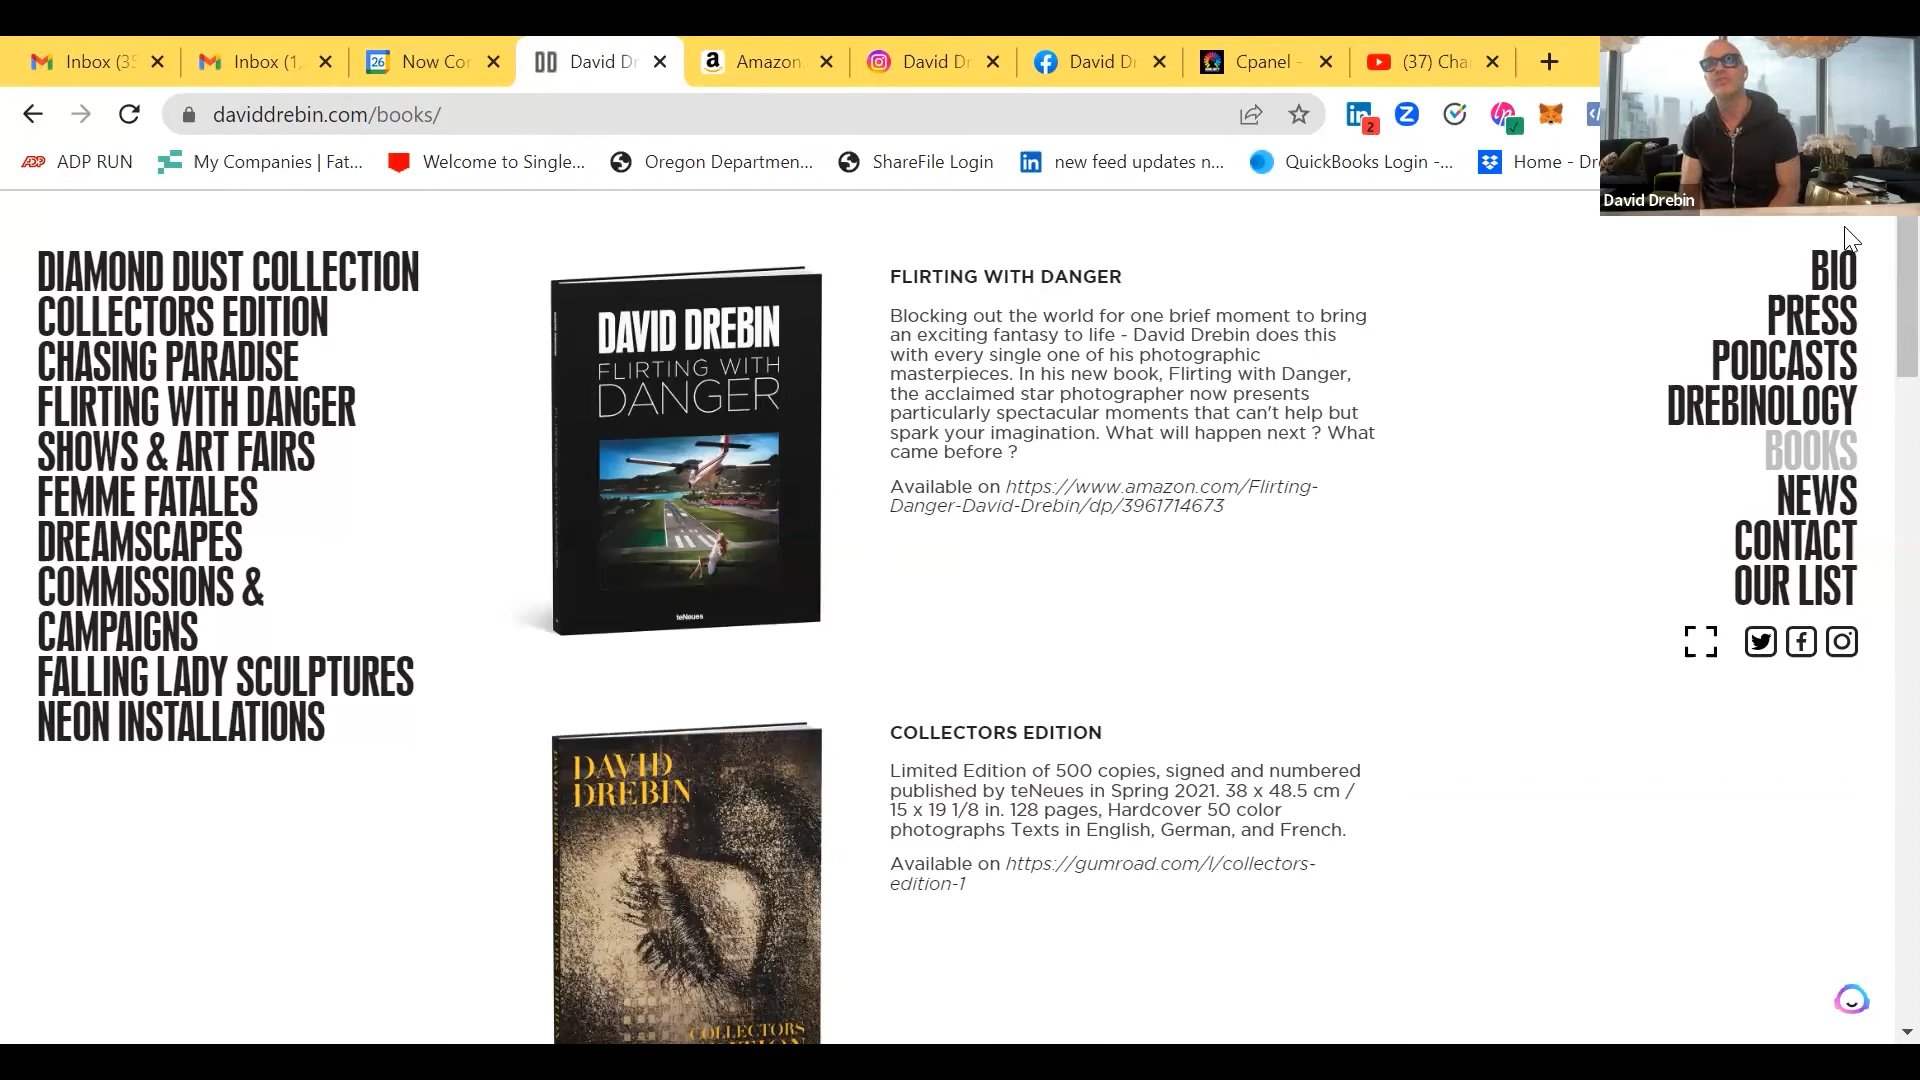 Inbox (35
Inbox (1,
26
Now Cor
David Dr
Amazon.
David Dr
David Dr
Cpanel -
(37) Cha
daviddrebin.com/books/
2
ADP RUN
My Companies | Fat...
Welcome to Single...
Oregon Departmen...
ShareFile Login
new feed updates n...
QuickBooks Login -...
Home - Dr
David Drebin
DIAMOND DUST COLLECTION
COLLECTORS EDITION
CHASING PARADISE
FLIRTING WITH DANGER
SHOWS & ART FAIRS
FEMME FATALES
DREAMSCAPES
COMMISSIONS &
CAMPAIGNS
FALLING LADY SCULPTURES
NEON INSTALLATIONS
DAVID DREBIN
FLIRTING WITH
DANGER
teNeues
FLIRTING WITH DANGER
Blocking out the world for one brief moment to bring
an exciting fantasy to life - David Drebin does this
with every single one of his photographic
masterpieces. In his new book, Flirting with Danger,
the acclaimed star photographer now presents
particularly spectacular moments that can't help but
spark your imagination. What will happen next ? What
came before ?
Available on https://www.amazon.com/Flirting-
Danger-David-Drebin/dp/3961714673
DAVID
DREBIN
COLLECTORS
COLLECTORS EDITION
Limited Edition of 500 copies, signed and numbered
published by teNeues in Spring 2021. 38 x 48.5 cm /
15 x 19 1/8 in. 128 pages, Hardcover 50 color
photographs Texts in English, German, and French.
Available on https://gumroad.com/l/collectors-
edition-1
BIO
PRESS
PODCASTS
DREBINOLOGY
BOOKS
NEWS
CONTACT
OUR LIST